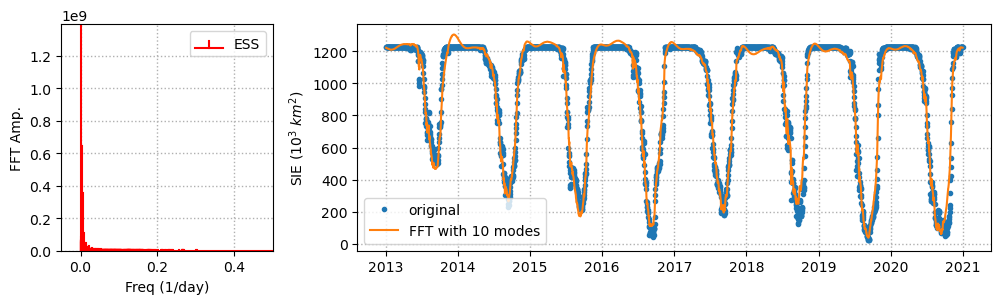 1e9
ESS
1.2
1.0
0.8
0.6
0.4
0.2
0.0
FFT Amp.
0.0 0.2 0.4
Freq (1/day)
1200
1000
800
600
400
200
0
SIE (10³ km²)
original
FFT with 10 modes
2013 2014 2015 2016 2017 2018 2019 2020 2021